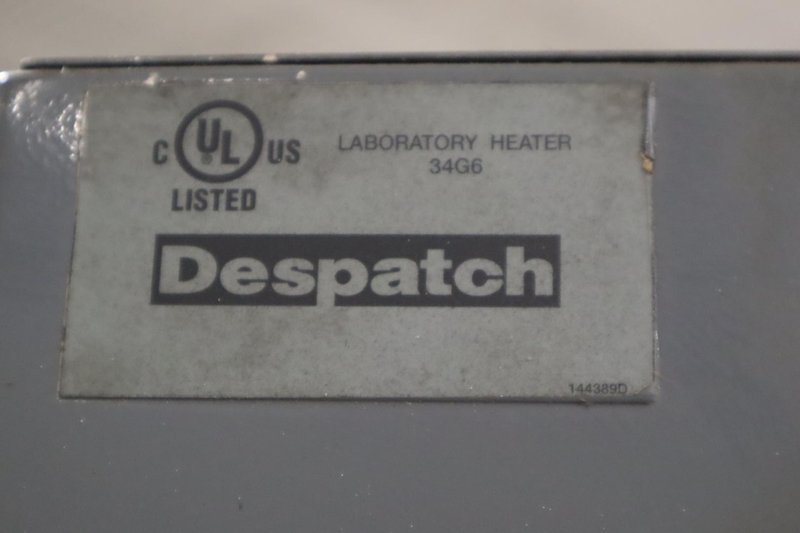 C UL US
LISTED
LABORATORY HEATER
34G6
Despatch
144389D